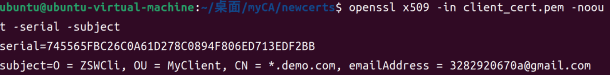 ubuntu@ubuntu-virtual-machine:~/桌面/myCA/newcerts$ openssl x509 -in client_cert.pem -noou
t -serial -subject
serial=745565FBC26C0A61D278C0894F806ED713EDF2BB
subject=O = ZSWCli, OU = MyClient, CN = *.demo.com, emailAddress = 3282920670a@gmail.com